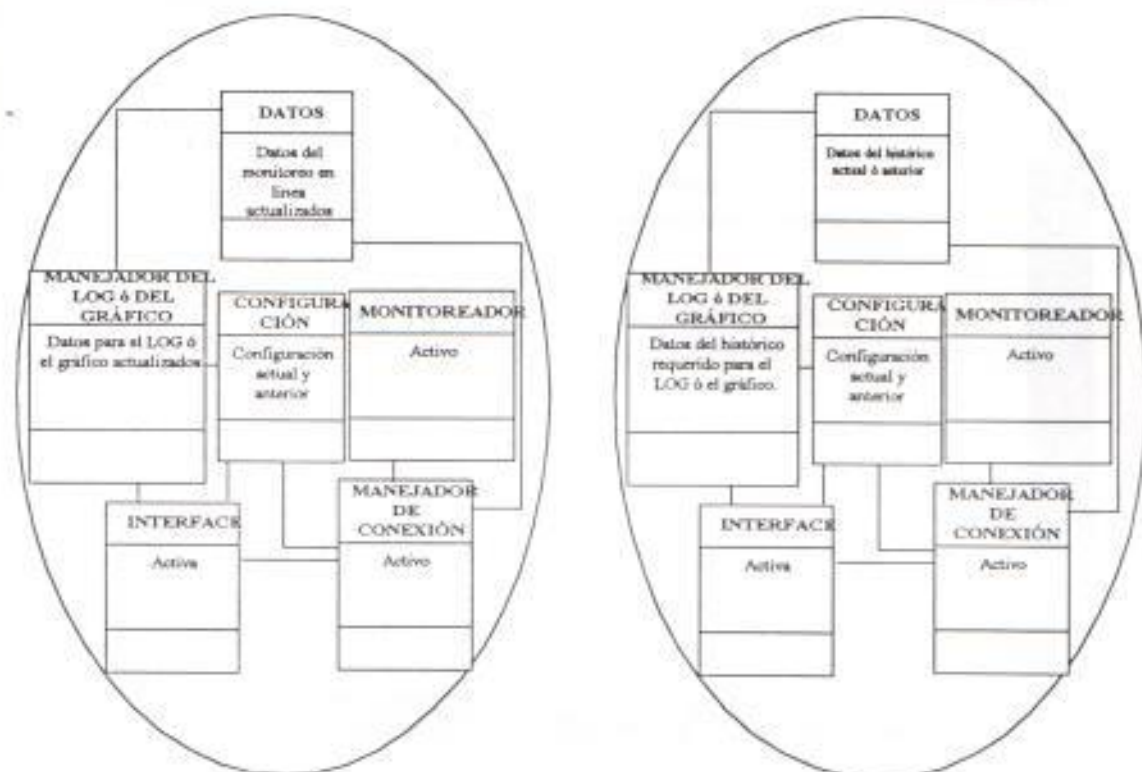 DATOS
Datos del
monitoreo en
linea
actualizados
MANEJADOR DEL
LOG ó DEL
GRÁFICO
Datos para el LOG ó
el gráfico actualizados
CONFIGURA
CIÓN
Configuración
actual y
anterior
MONITOREADOR
Activo
INTERFACE
Activa
MANEJADOR
DE
CONEXIÓN
Activo
DATOS
Datos del histórico
actual ó anterior
MANEJADOR DEL
LOG ó DEL
GRÁFICO
Datos del histórico
requerido para el
LOG ó el gráfico.
CONFIGURA
CIÓN
Configuración
actual y
anterior
MONITOREADOR
Activo
INTERFACE
Activa
MANEJADOR
DE
CONEXIÓN
Activo